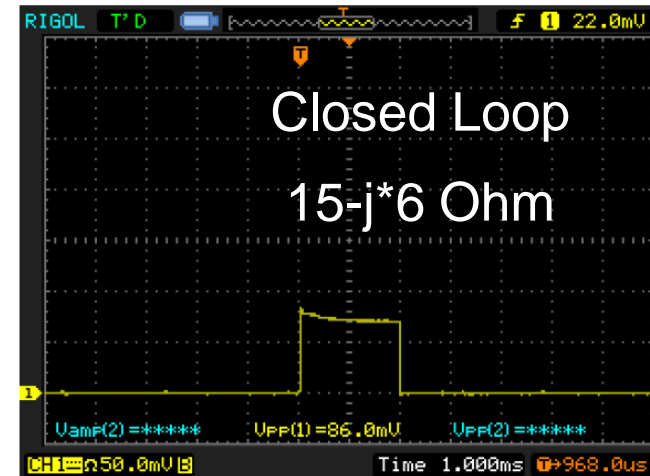 RIGOL T'D T f 1 22.0mV
T
Closed Loop
15-j*6 Ohm
1
Vamp(2)=***** Vpp(1)=86.0mV Vpp(2)=*****
CH1 Ω 50.0mV B Time 1.000ms T→968.0us